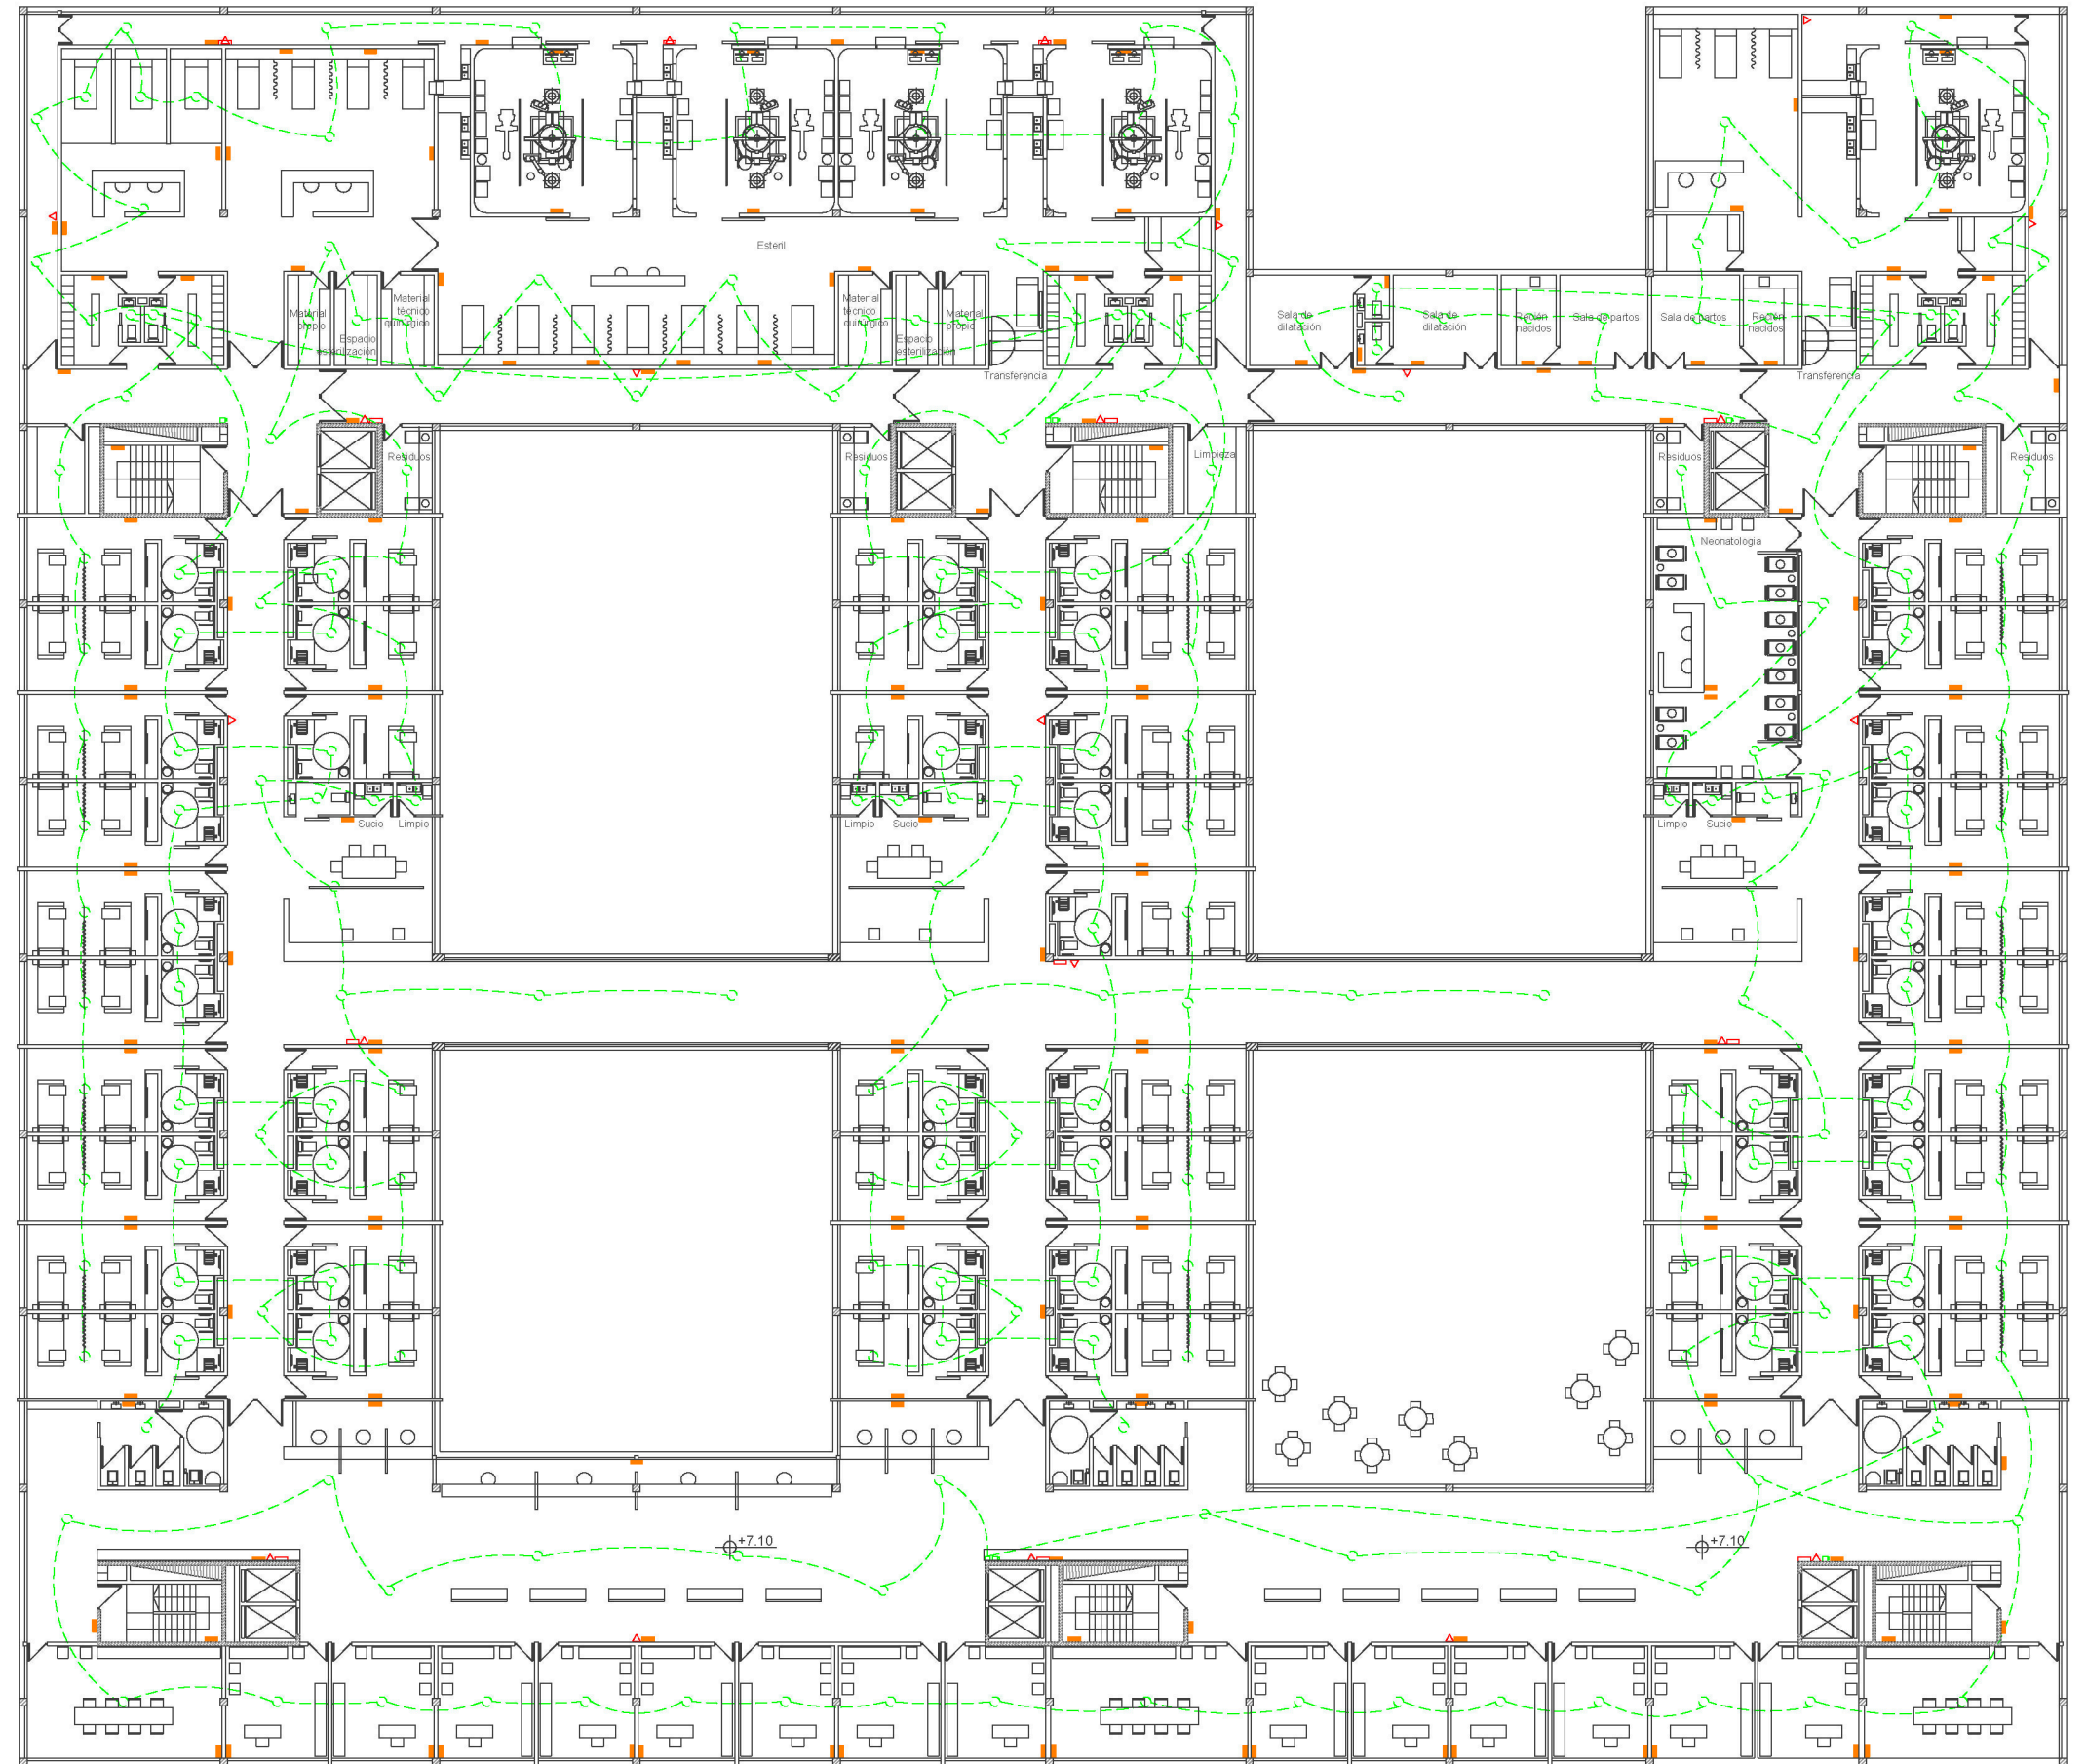 Esteril
Material
propio
Espacio
esterilización
Material
técnico
quirúrgico
Material
técnico
quirúrgico
Espacio
esterilización
Material
propio
Transferencia
Sala de
dilatación
Sala de
dilatación
Recién
nacidos
Sala de partos
Sala de partos
Recién
nacidos
Transferencia
Residuos
Residuos
Limpieza
Residuos
Residuos
Neonatología
Sucio
Limpio
Limpio
Sucio
Limpio
Sucio
+7.10
+7.10